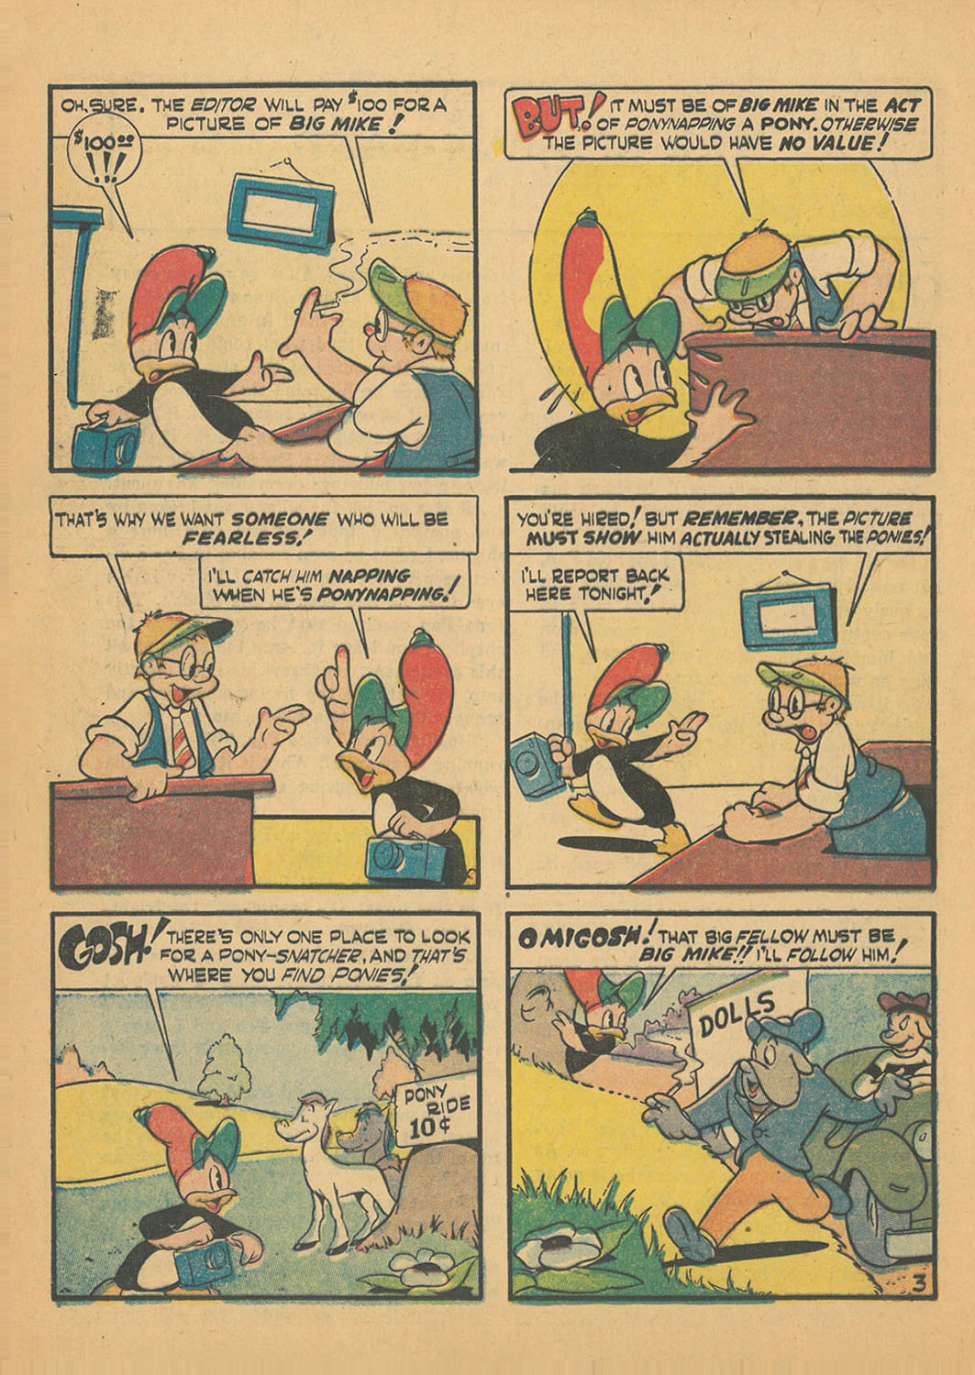 OH, SURE. THE EDITOR WILL PAY $100 FOR A
PICTURE OF BIG MIKE!
$100.00
!!!
BUT! IT MUST BE OF BIG MIKE IN THE ACT
OF PONYNAPPING A PONY. OTHERWISE
THE PICTURE WOULD HAVE NO VALUE!
THAT'S WHY WE WANT SOMEONE WHO WILL BE
FEARLESS!
I'LL CATCH HIM NAPPING
WHEN HE'S PONYNAPPING!
YOU'RE HIRED! BUT REMEMBER, THE PICTURE
MUST SHOW HIM ACTUALLY STEALING THE PONIES!
I'LL REPORT BACK
HERE TONIGHT!
GOSH! THERE'S ONLY ONE PLACE TO LOOK
FOR A PONY-SNATCHER, AND THAT'S
WHERE YOU FIND PONIES!
PONY
RIDE
10¢
OMIGOSH! THAT BIG FELLOW MUST BE
BIG MIKE!! I'LL FOLLOW HIM!
DOLLS
3